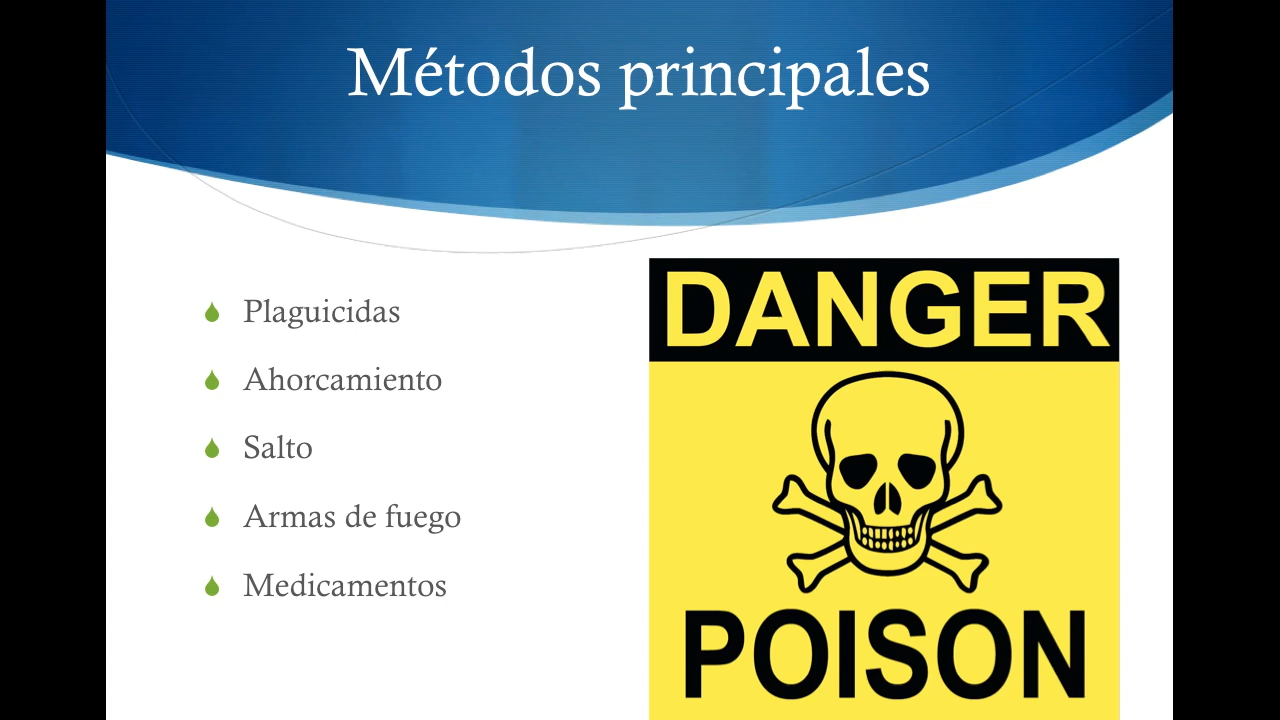 Métodos principales
Plaguicidas
Ahorcamiento
Salto
Armas de fuego
Medicamentos
DANGER
POISON